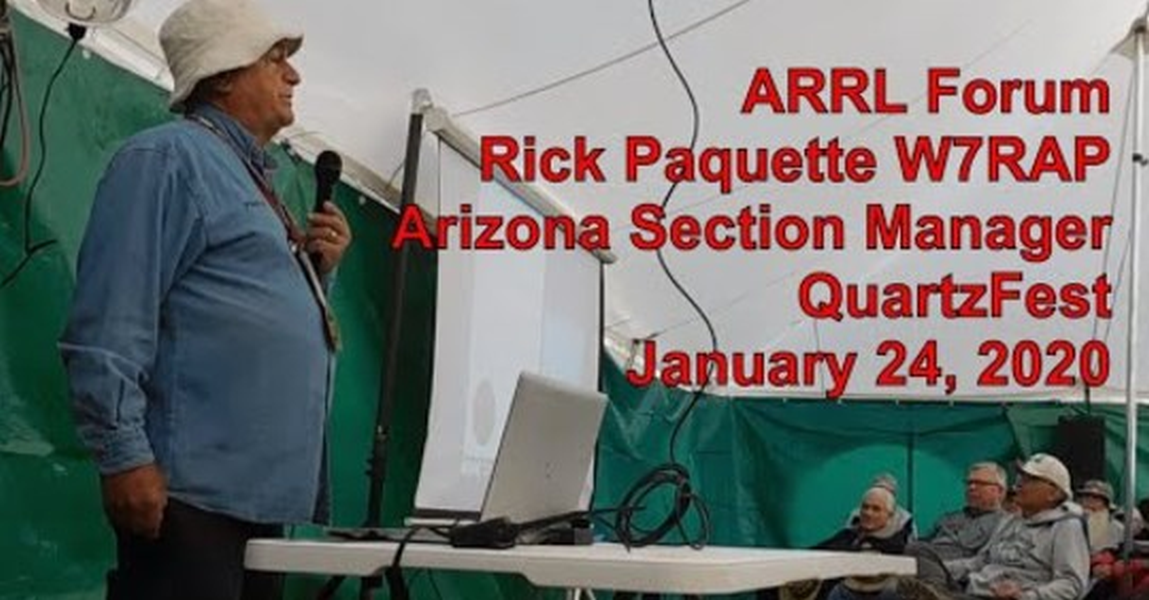 ARRL Forum
Rick Paquette W7RAP
Arizona Section Manager
QuartzFest
January 24, 2020